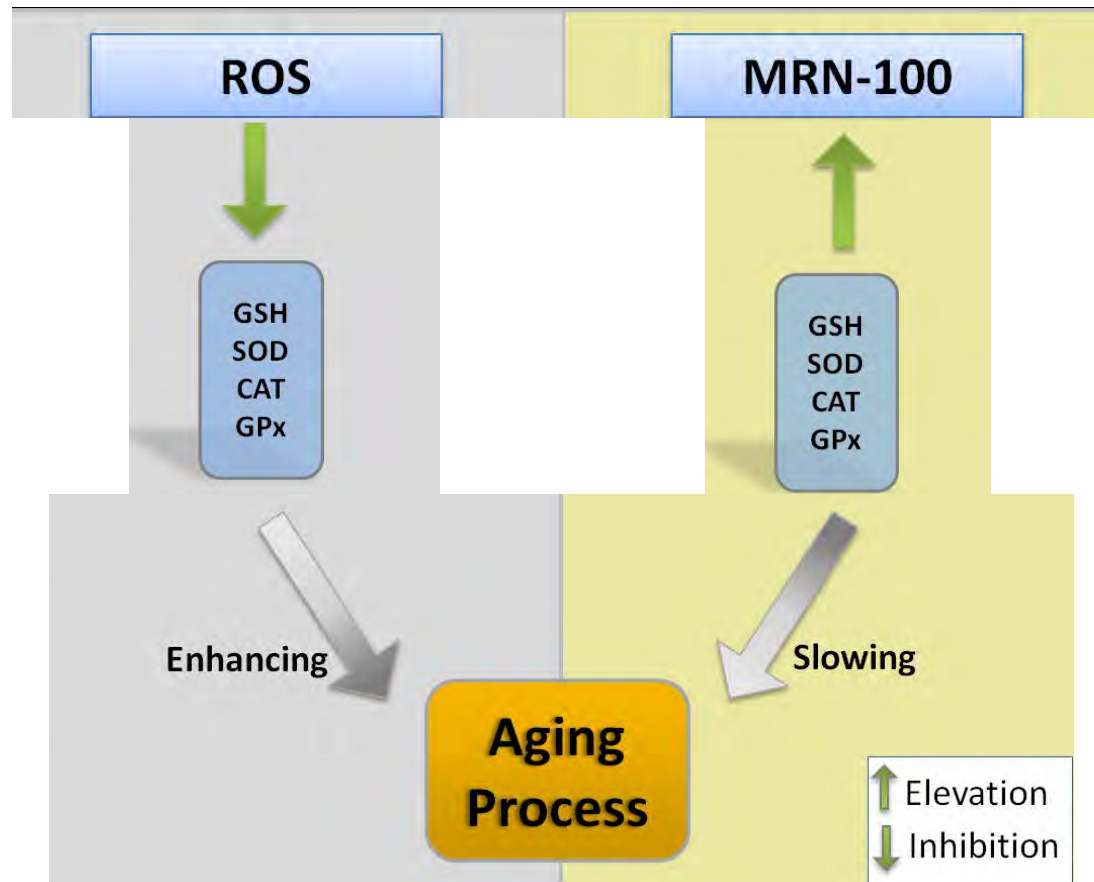 ROS
MRN-100
GSH
SOD
CAT
GPx
GSH
SOD
CAT
GPx
Enhancing
Slowing
Aging
Process
Elevation
Inhibition